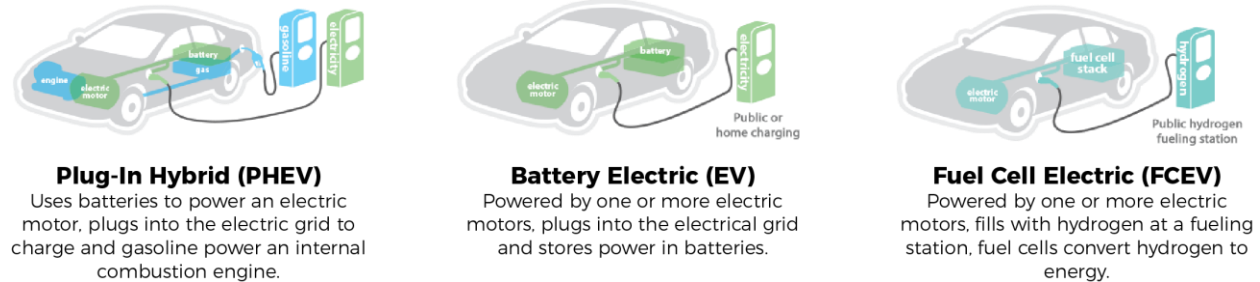 gasoline
electricity
battery
gas
engine
electric
motor
Plug-In Hybrid (PHEV)
Uses batteries to power an electric
motor, plugs into the electric grid to
charge and gasoline power an internal
combustion engine.
electricity
battery
electric
motor
Public or
home charging
Battery Electric (EV)
Powered by one or more electric
motors, plugs into the electrical grid
and stores power in batteries.
hydrogen
fuel cell
stack
electric
motor
Public hydrogen
fueling station
Fuel Cell Electric (FCEV)
Powered by one or more electric
motors, fills with hydrogen at a fueling
station, fuel cells convert hydrogen to
energy.